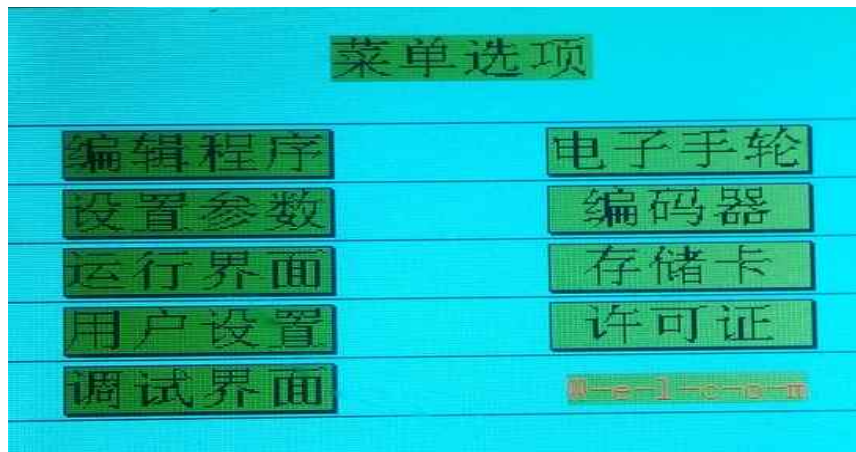 菜单选项
编辑程序 电子手轮
设置参数 编码器
运行界面 存储卡
用户设置 许可证
调试界面 W-e-l-c-o-m